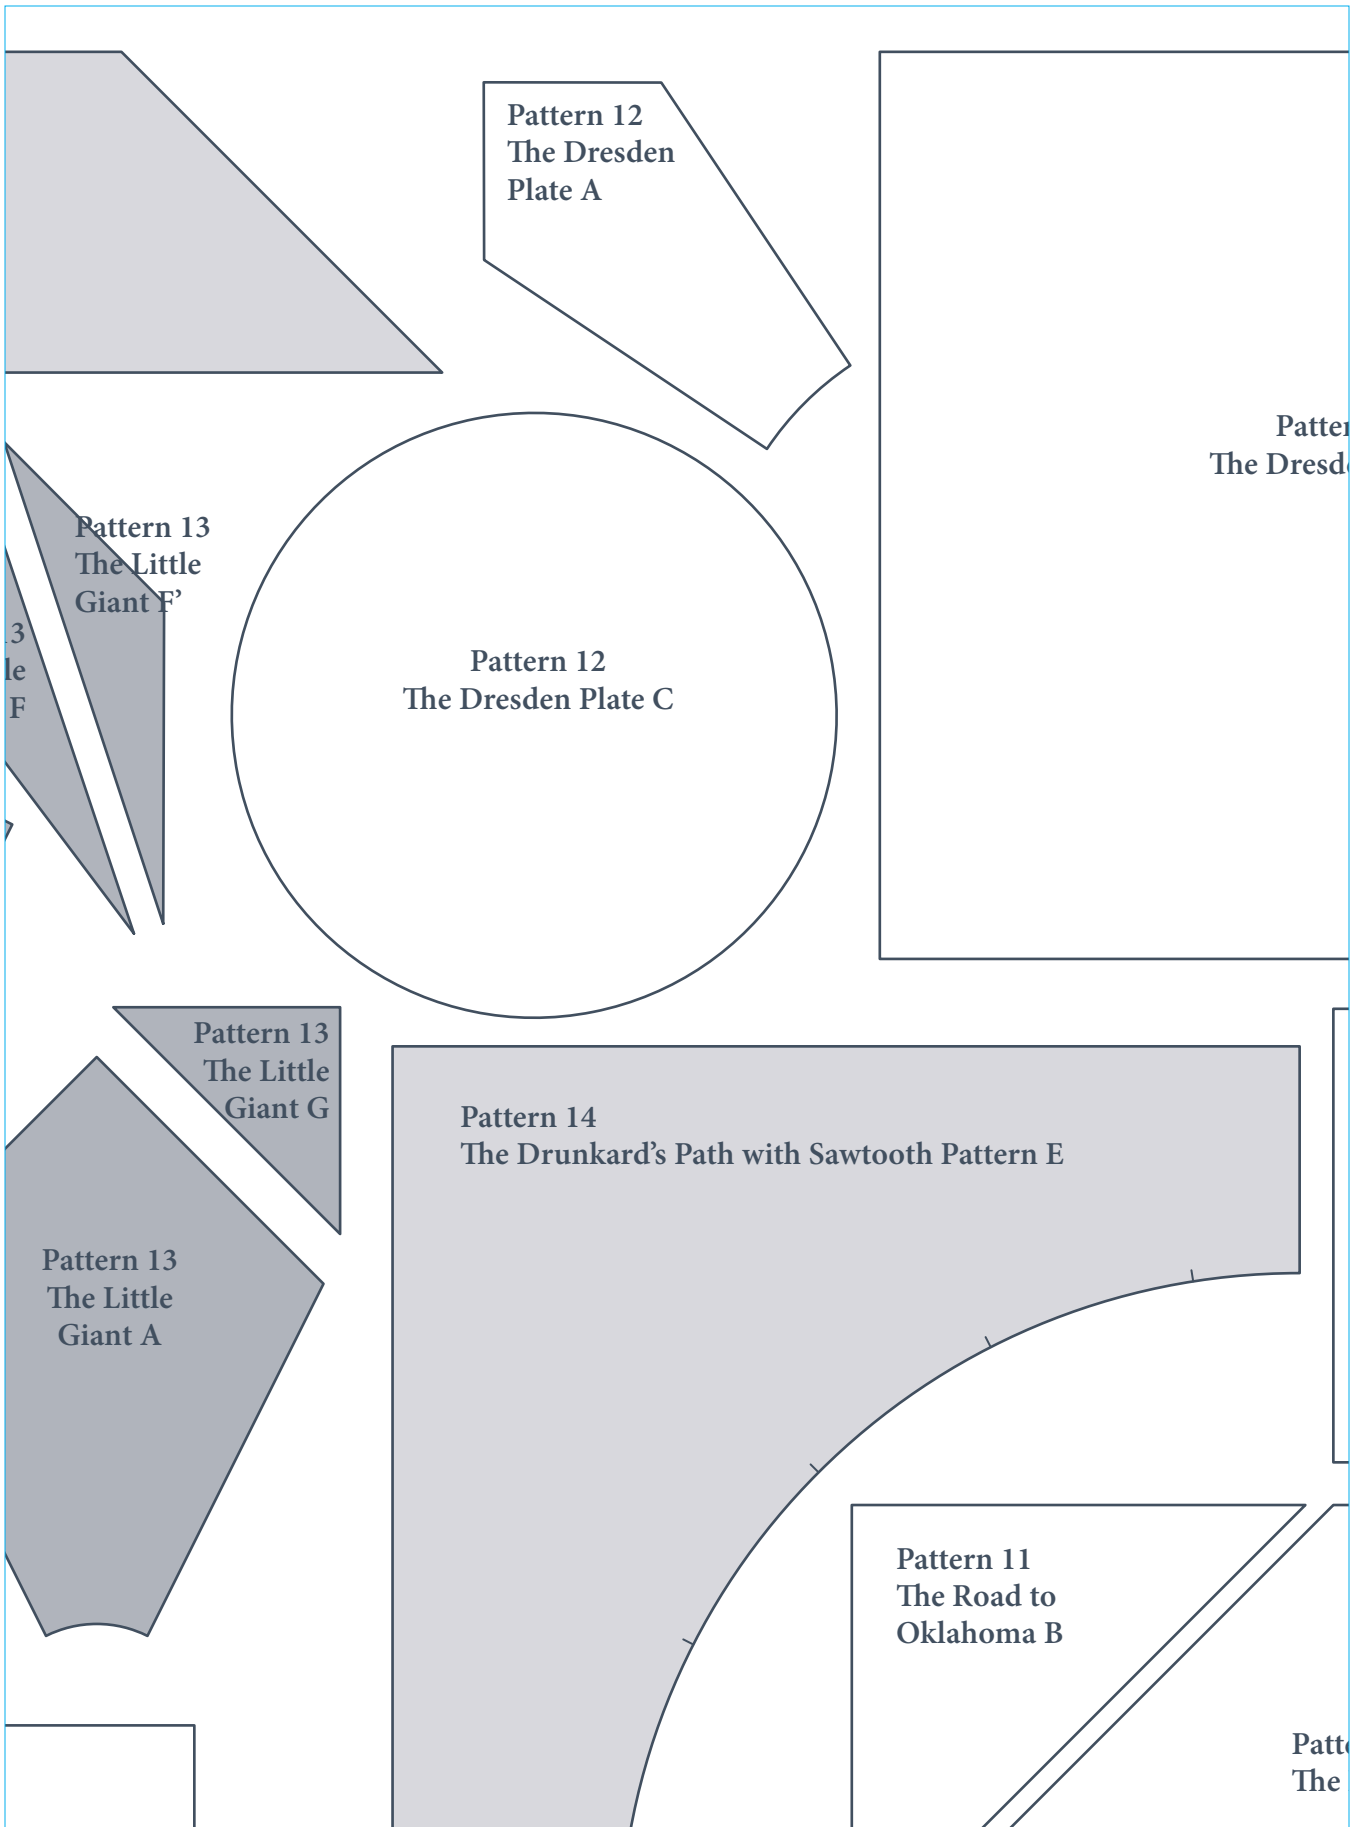 Pattern 12
The Dresden
Plate A
The
Pattern 13
The Little
Giant F’
F
Pattern 12
The Dresden Plate C
Pattern 13
The Little
Giant G
Pattern 14
The Drunkard’s Path with Sawtooth Pattern E
Pattern 13
The Little
Giant A
Pattern 11
The Road to
Oklahoma B
The